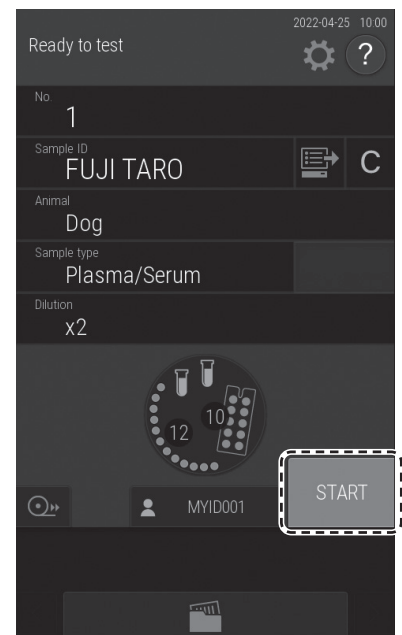 2022-04-25 10:00
Ready to test
?
No.
1
Sample ID
FUJI TARO
C
Animal
Dog
Sample type
Plasma/Serum
Dilution
x2
10
12
START
MYID001